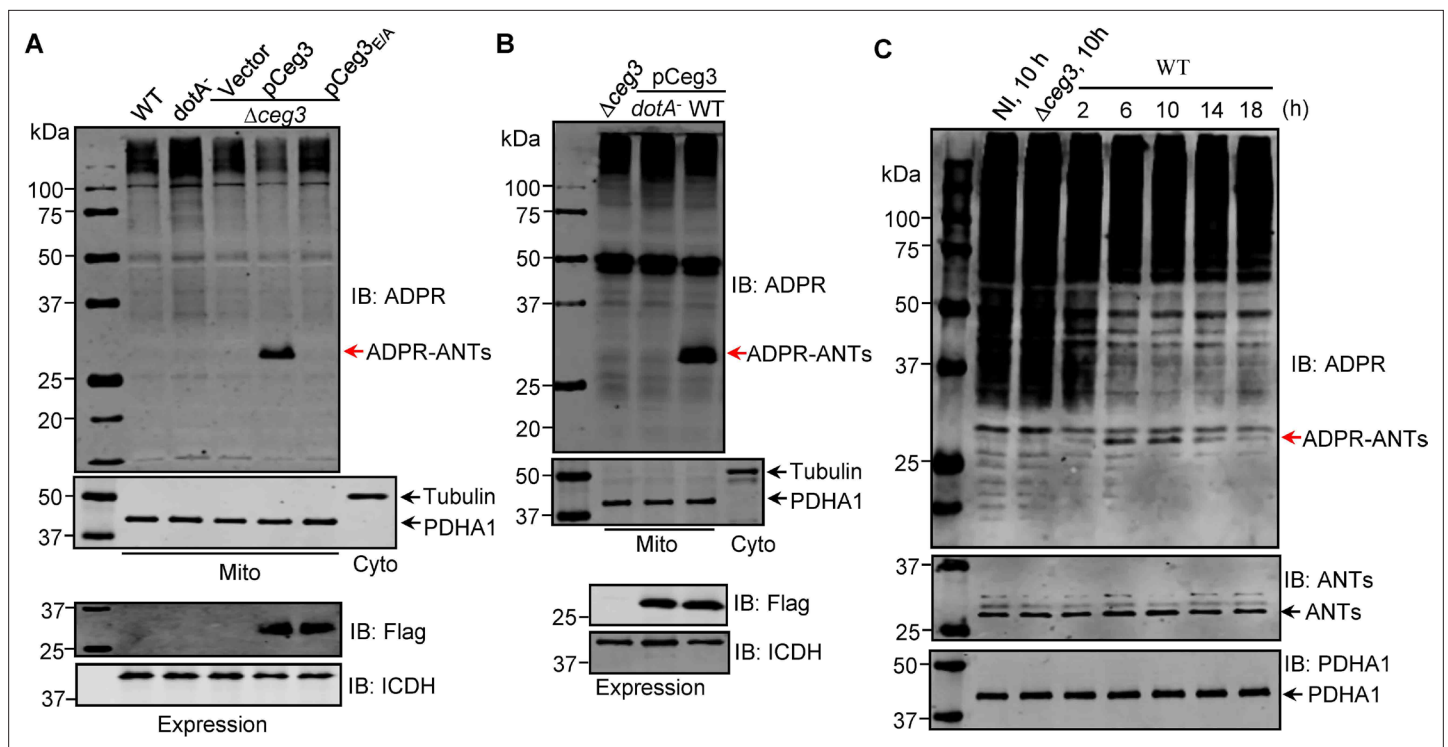 A
WT
dotA-
Vector
pCeg3
pCeg3E/A
Δceg3
kDa
100
75
50
37
25
20
IB: ADPR
ADPR-ANTs
50
37
Tubulin
PDHA1
Mito
Cyto
37
25
IB: Flag
37
IB: ICDH
Expression
B
Δceg3
pCeg3
dotA- WT
kDa
100
75
50
37
25
20
IB: ADPR
ADPR-ANTs
50
37
Tubulin
PDHA1
Mito
Cyto
25
IB: Flag
37
IB: ICDH
Expression
C
NI, 10 h
Δceg3, 10h
WT
2 6 10 14 18 (h)
kDa
100
75
50
37
25
IB: ADPR
ADPR-ANTs
37
25
IB: ANTs
ANTs
50
37
IB: PDHA1
PDHA1